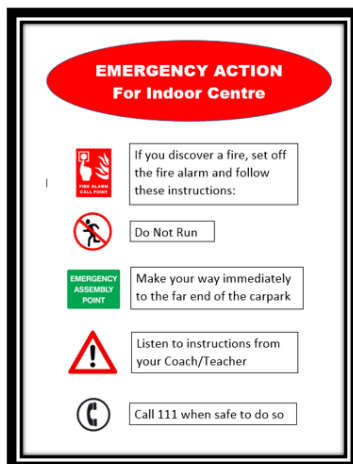 EMERGENCY ACTION
For Indoor Centre
FIRE ALARM
CALL POINT
If you discover a fire, set off
the fire alarm and follow
these instructions:
Do Not Run
EMERGENCY
ASSEMBLY
POINT
Make your way immediately
to the far end of the carpark
Listen to instructions from
your Coach/Teacher
Call 111 when safe to do so